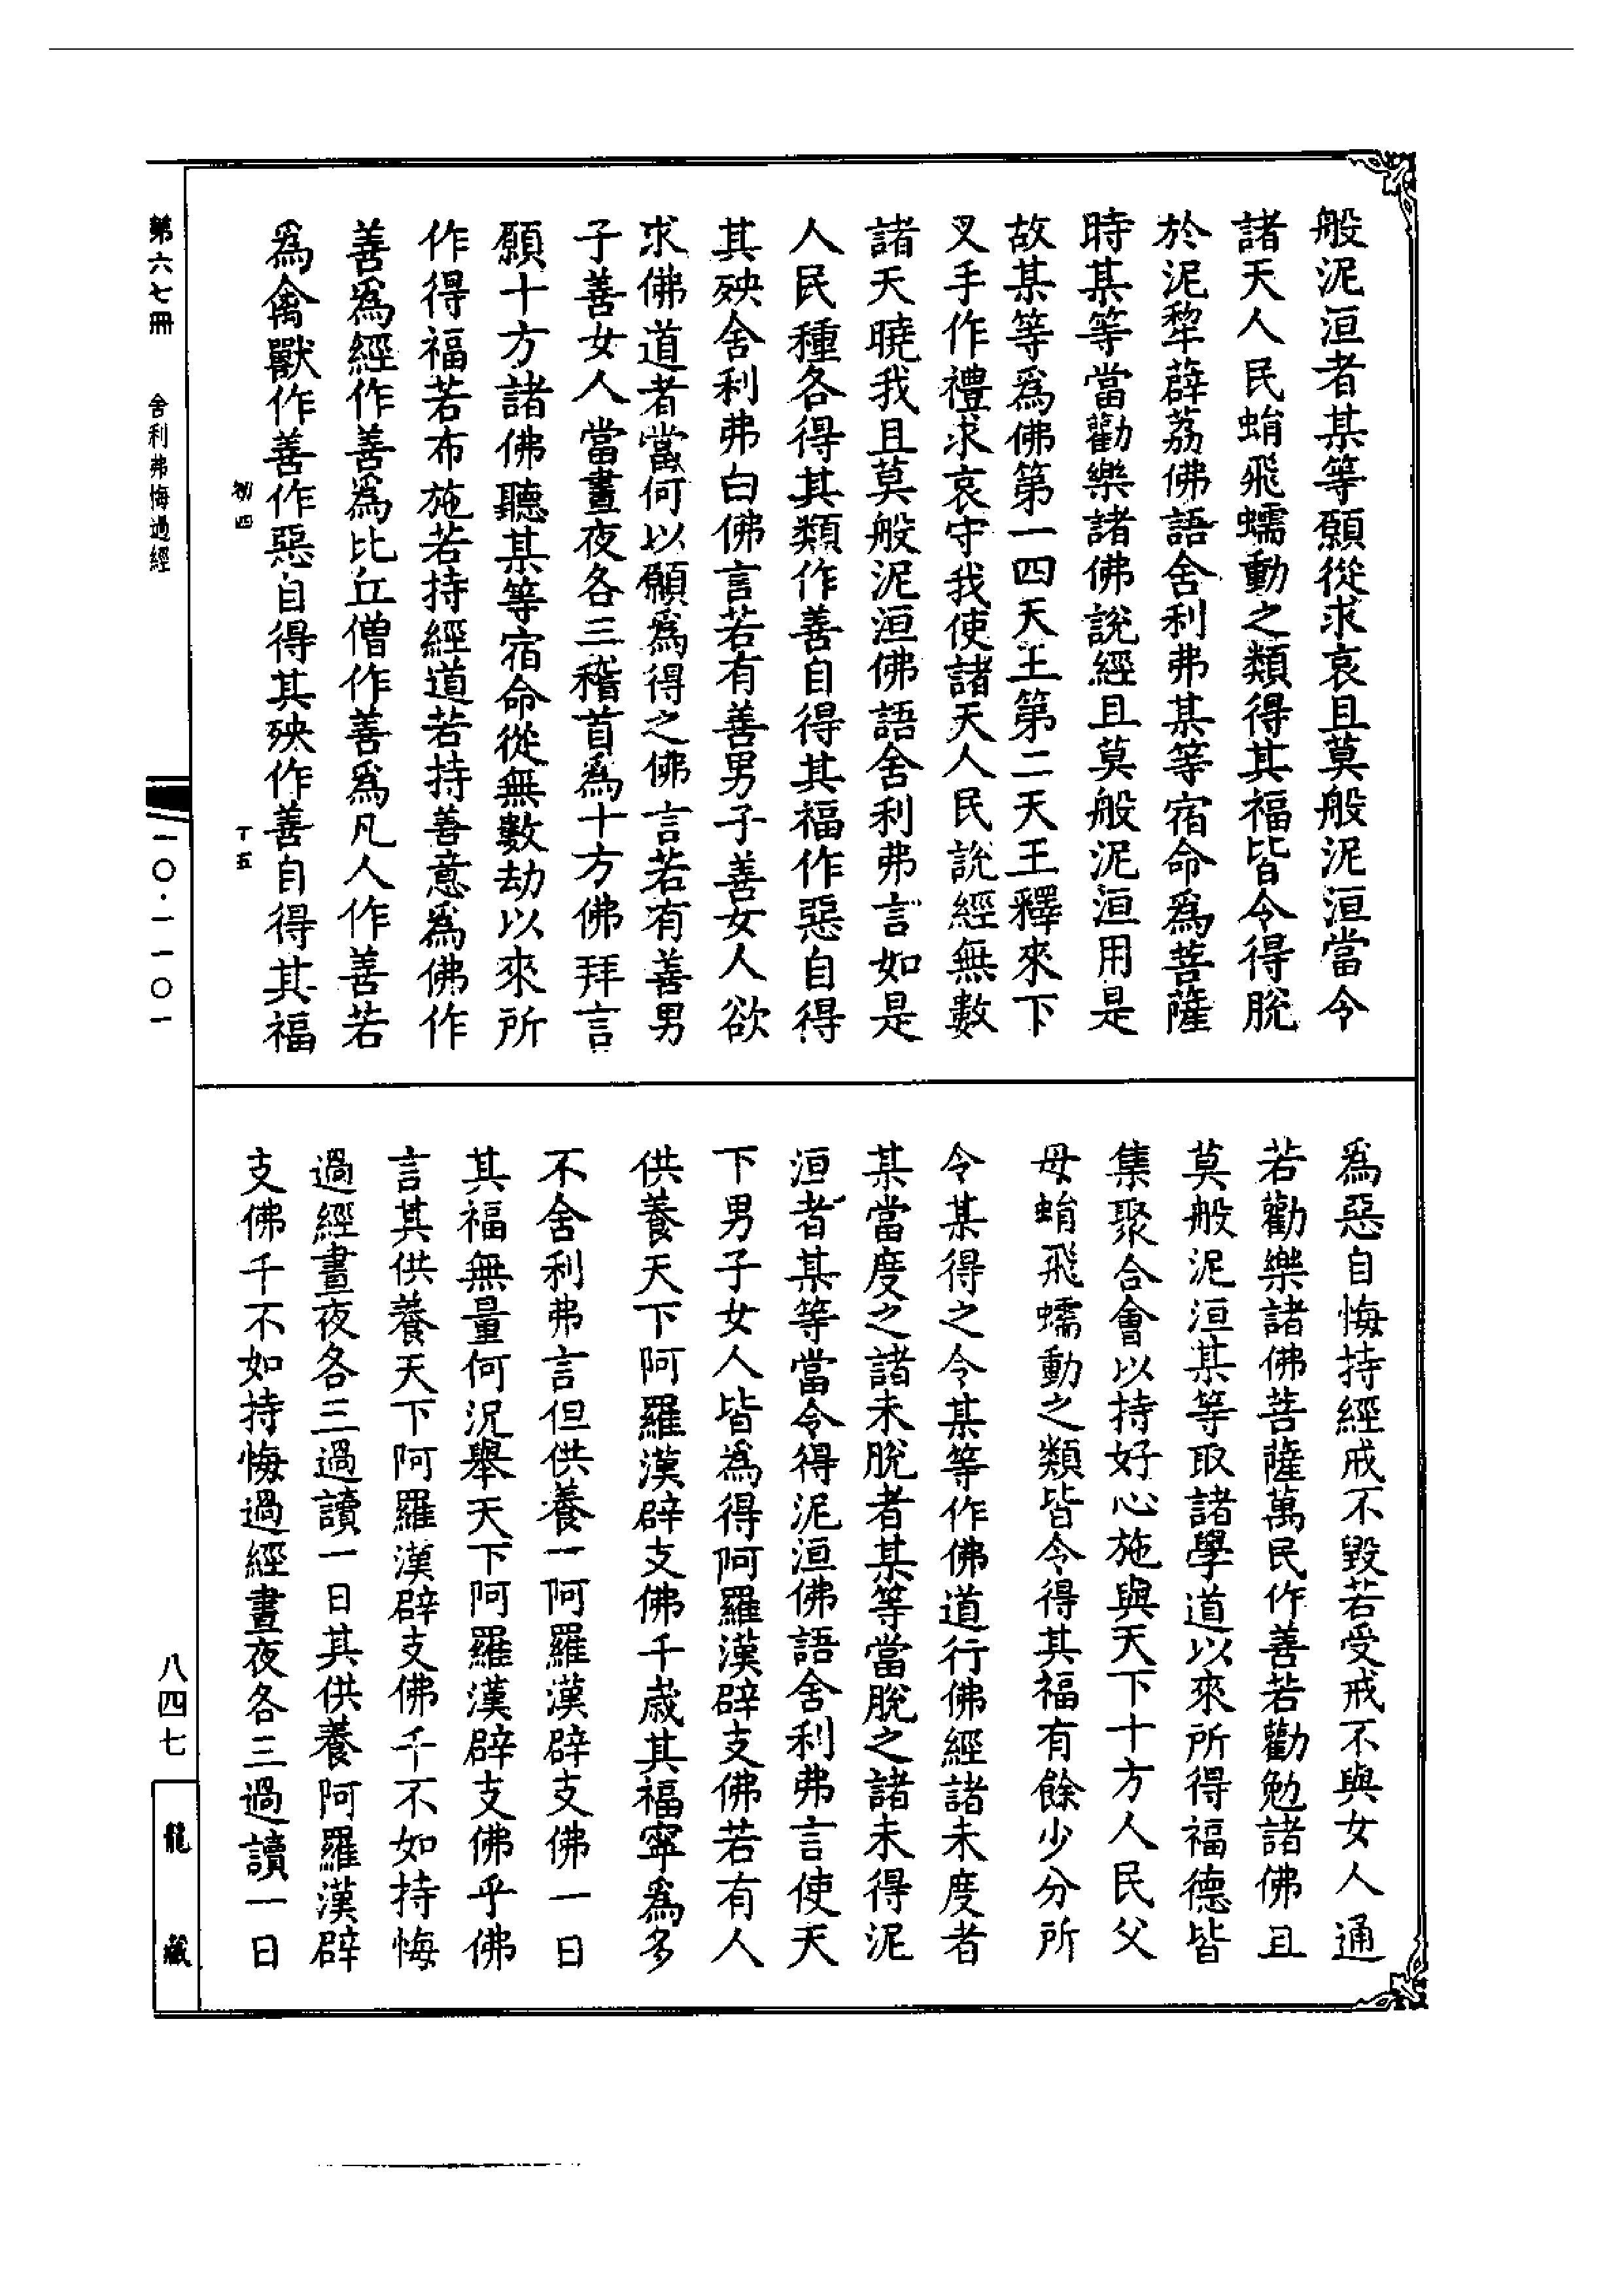 般泥洹者某等願從求哀且莫般泥洹當令
諸天人民蛸飛蠕動之類得其福皆令得脫
於泥犂薜荔佛語舍利弗某等宿命爲菩薩
時某等當勸樂諸佛說經且莫般泥洹用是
故某等爲佛第一四天王第二天王釋來下
叉手作禮求哀守我使諸天人民說經無數
諸天曉我且莫般泥洹佛語舍利弗言如是
人民種各得其類作善自得其福作惡自得
其殃舍利弗白佛言若有善男子善女人欲
求佛道者當何以願爲得之佛言若有善男
子善女人當晝夜各三稽首爲十方佛拜言
願十方諸佛聽某等宿命從無數劫以來所
作得福若布施若持經道若持善意爲佛作
善爲經作善爲比丘僧作善爲凡人作善若
爲禽獸作善作惡自得其殃作善自得其福
初四 丁五
爲惡自悔持經戒不毀若受戒不與女人通
若勸樂諸佛菩薩萬民作善若勸勉諸佛且
莫般泥洹某等取諸學道以來所得福德皆
集聚合會以持好心施與天下十方人民父
母蛸飛蠕動之類皆令得其福有餘少分所
令某得之令某等作佛道行佛經諸未度者
某當度之諸未脫者某等當脫之諸未得泥
洹者某等當令得泥洹佛語舍利弗言使天
下男子女人皆爲得阿羅漢辟支佛若有人
供養天下阿羅漢辟支佛千歲其福寧爲多
不舍利弗言但供養一阿羅漢辟支佛一日
其福無量何況舉天下阿羅漢辟支佛乎佛
言其供養天下阿羅漢辟支佛千不如持悔
過經晝夜各三過讀一日其供養阿羅漢辟
支佛千不如持悔過經晝夜各三過讀一日
第六七冊 舍利弗悔過經
一〇·一一〇一
八四七
龍藏